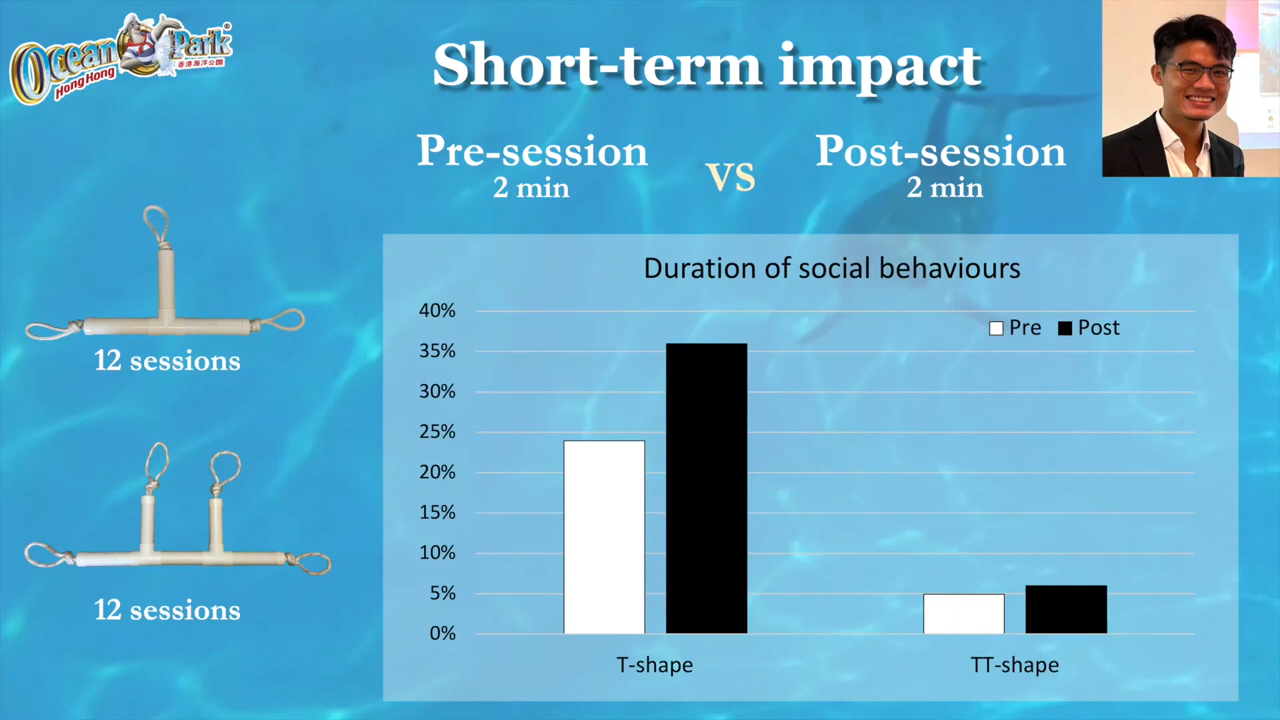 Ocean Park®
Hong Kong 香港海洋公園
Short-term impact
Pre-session
2 min
VS
Post-session
2 min
12 sessions
12 sessions
Duration of social behaviours
Pre Post
40%
35%
30%
25%
20%
15%
10%
5%
0%
T-shape TT-shape